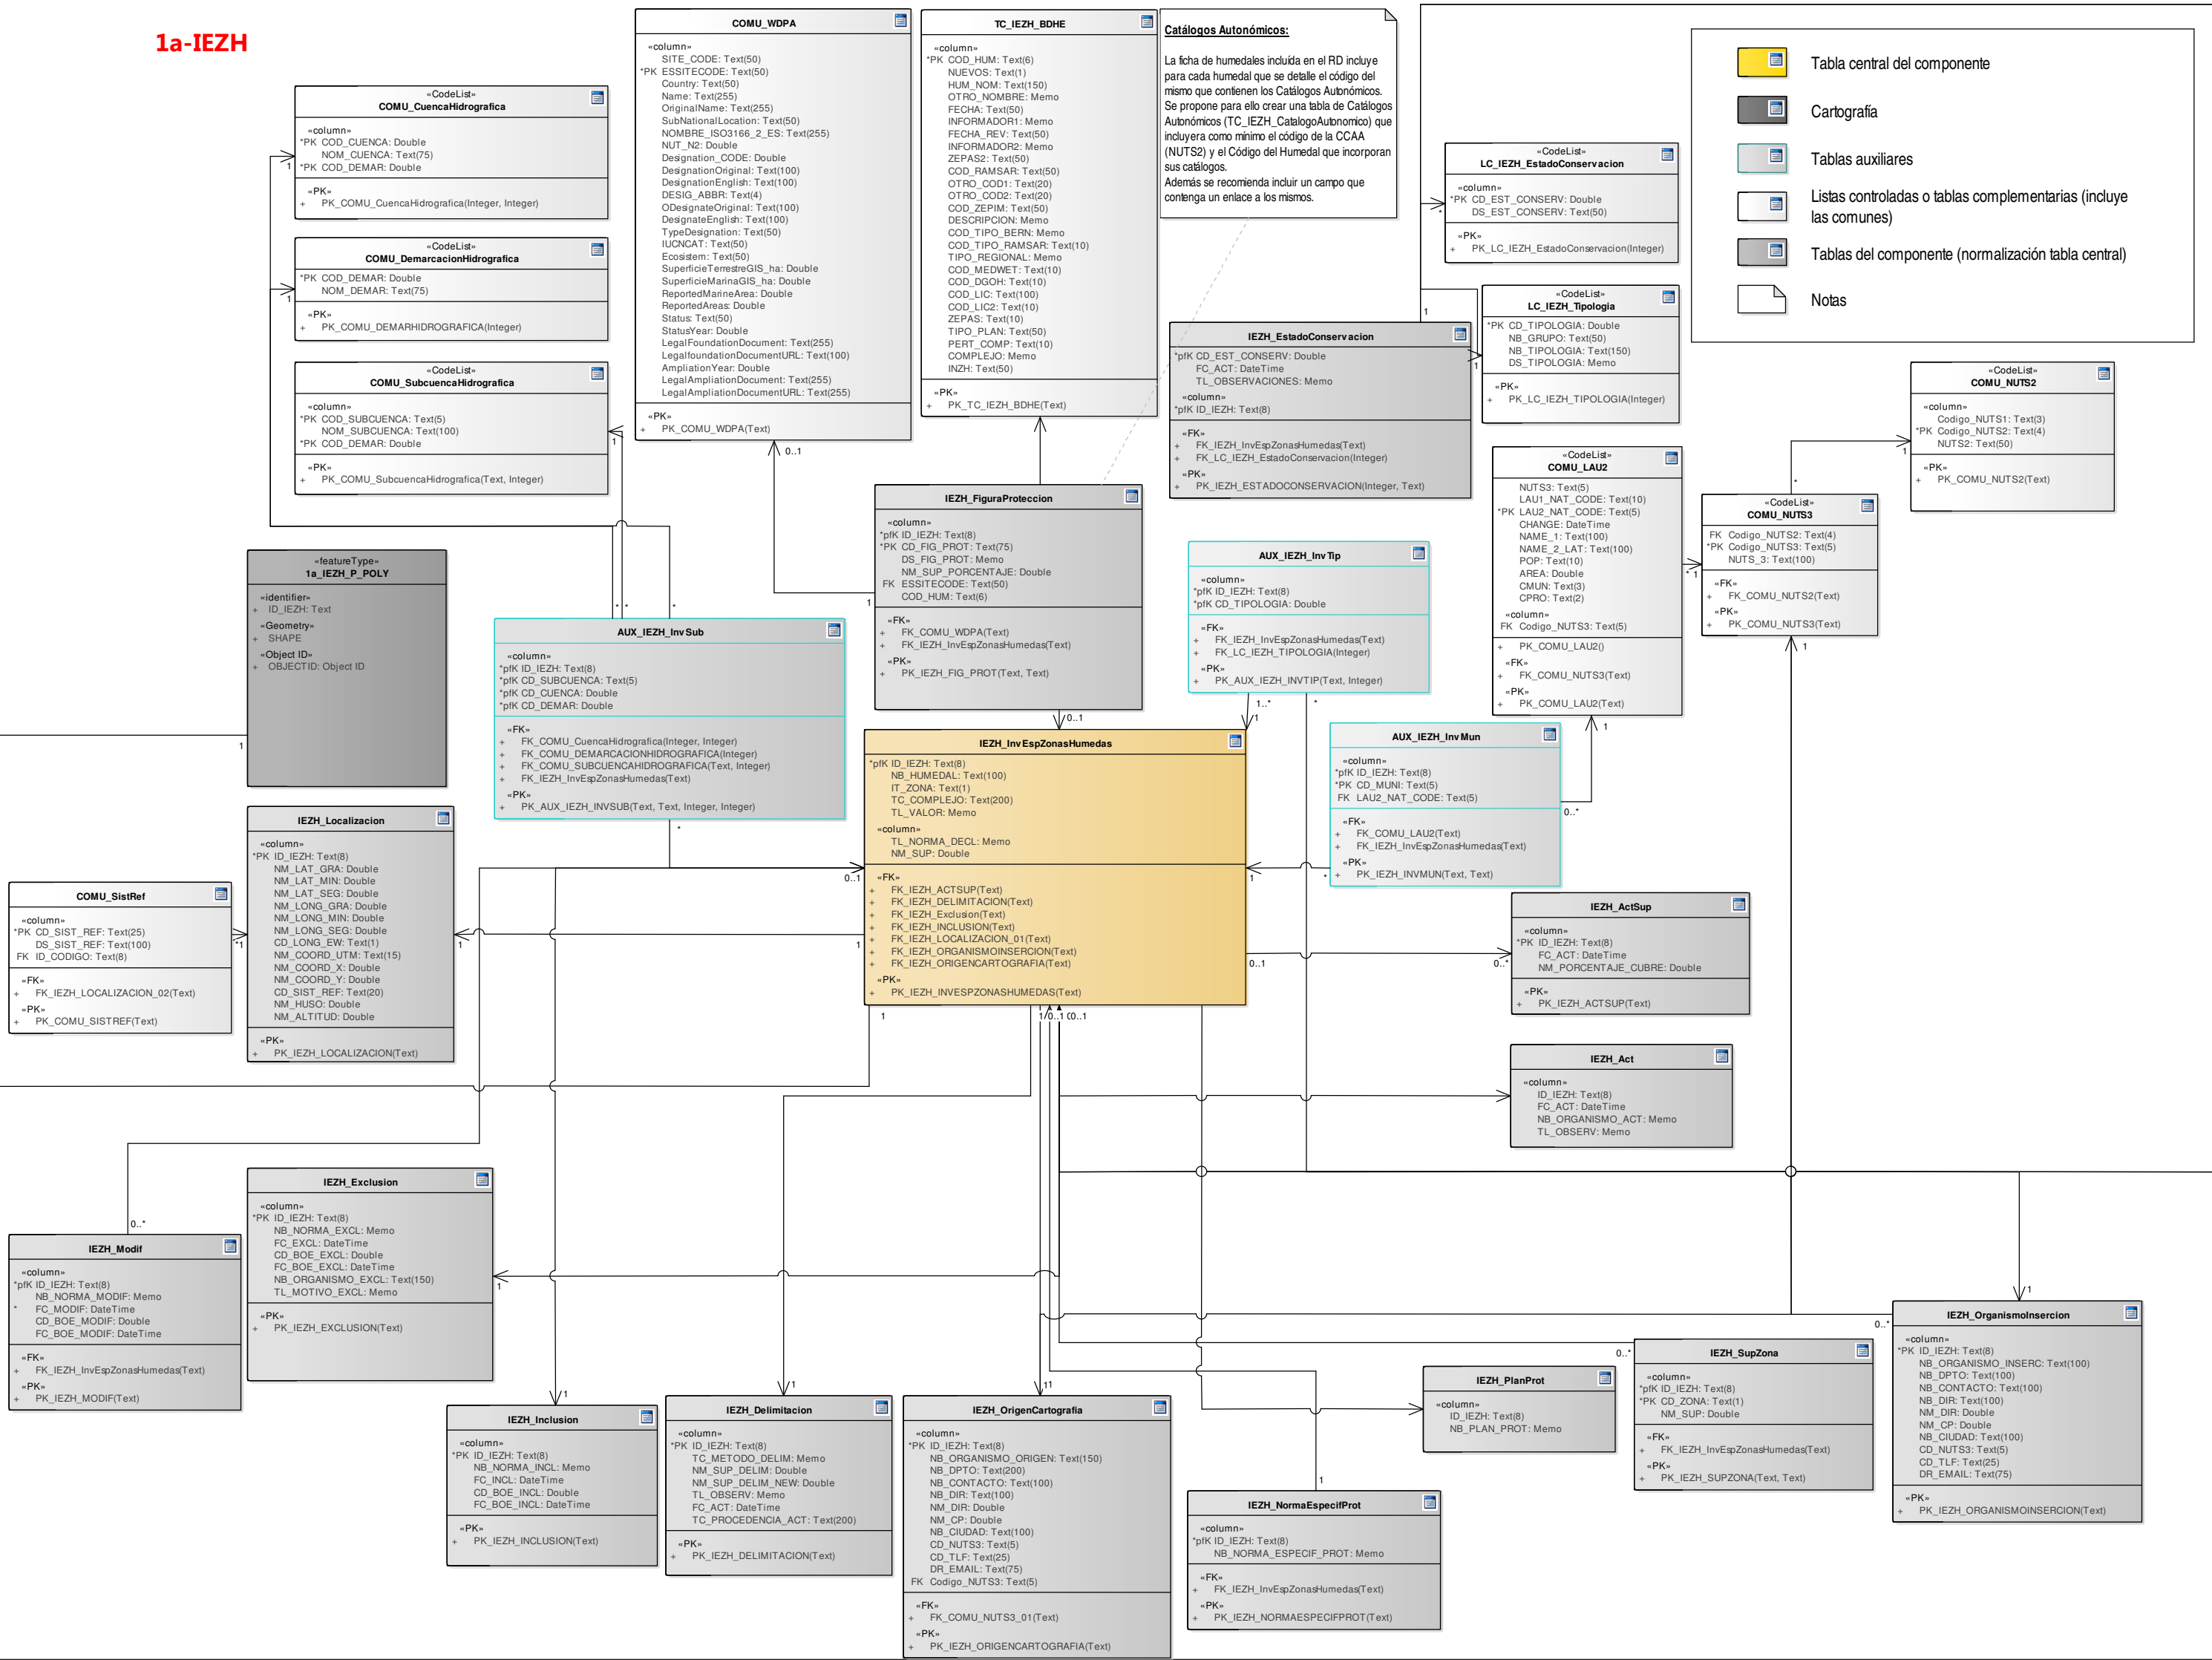 1a-IEZH
«CodeList»
COMU_CuencaHidrografica
«column»
*PK COD_CUENCA: Double
NOM_CUENCA: Text(75)
*PK COD_DEMAR: Double
«PK»
+ PK_COMU_CuencaHidrografica(Integer, Integer)
1
«CodeList»
COMU_DemarcacionHidrografica
*PK COD_DEMAR: Double
NOM_DEMAR: Text(75)
«PK»
+ PK_COMU_DEMARHIDROGRAFICA(Integer)
1
«CodeList»
COMU_SubcuencaHidrografica
«column»
*PK COD_SUBCUENCA: Text(5)
NOM_SUBCUENCA: Text(100)
*PK COD_DEMAR: Double
«PK»
+ PK_COMU_SubcuencaHidrografica(Text, Integer)
1
COMU_WDPA
«column»
SITE_CODE: Text(50)
*PK ESSITECODE: Text(50)
Country: Text(50)
Name: Text(255)
OriginalName: Text(255)
SubNationalLocation: Text(50)
NOMBRE_ISO3166_2_ES: Text(255)
NUT_N2: Double
Designation_CODE: Double
DesignationOriginal: Text(100)
DesignationEnglish: Text(100)
DESIG_ABBR: Text(4)
ODesignateOriginal: Text(100)
DesignateEnglish: Text(100)
TypeDesignation: Text(50)
IUCNCAT: Text(50)
Ecosistem: Text(50)
SuperficieTerrestreGIS_ha: Double
SuperficieMarinaGIS_ha: Double
ReportedMarineArea: Double
ReportedAreas: Double
Status: Text(50)
StatusYear: Double
LegalFoundationDocument: Text(255)
LegalfoundationDocumentURL: Text(100)
AmpliationYear: Double
LegalAmpliationDocument: Text(255)
LegalAmpliationDocumentURL: Text(255)
«PK»
+ PK_COMU_WDPA(Text)
0..1
TC_IEZH_BDHE
«column»
*PK COD_HUM: Text(6)
NUEVOS: Text(1)
HUM_NOM: Text(150)
OTRO_NOMBRE: Memo
FECHA: Text(50)
INFORMADOR1: Memo
FECHA_REV: Text(50)
INFORMADOR2: Memo
ZEPAS2: Text(50)
COD_RAMSAR: Text(50)
OTRO_COD1: Text(20)
OTRO_COD2: Text(20)
COD_ZEPIM: Text(50)
DESCRIPCION: Memo
COD_TIPO_BERN: Memo
COD_TIPO_RAMSAR: Text(10)
TIPO_REGIONAL: Memo
COD_MEDWET: Text(10)
COD_DGOH: Text(10)
COD_LIC: Text(100)
COD_LIC2: Text(10)
ZEPAS: Text(10)
TIPO_PLAN: Text(50)
PERT_COMP: Text(10)
COMPLEJO: Memo
INZH: Text(50)
«PK»
+ PK_TC_IEZH_BDHE(Text)
Catálogos Autonómicos:
La ficha de humedales incluída en el RD incluye
para cada humedal que se detalle el código del
mismo que contienen los Catálogos Autonómicos.
Se propone para ello crear una tabla de Catálogos
Autonómicos (TC_IEZH_CatalogoAutonomico) que
incluyera como mínimo el código de la CCAA
(NUTS2) y el Código del Humedal que incorporan
sus catálogos.
Además se recomienda incluir un campo que
contenga un enlace a los mismos.
Tabla central del componente
Cartografía
Tablas auxiliares
Listas controladas o tablas complementarias (incluye
las comunes)
Tablas del componente (normalización tabla central)
Notas
«CodeList»
LC_IEZH_EstadoConservacion
«column»
*PK CD_EST_CONSERV: Double
DS_EST_CONSERV: Text(50)
«PK»
+ PK_LC_IEZH_EstadoConservacion(Integer)
*
«CodeList»
LC_IEZH_Tipologia
*PK CD_TIPOLOGIA: Double
NB_GRUPO: Text(50)
NB_TIPOLOGIA: Text(150)
DS_TIPOLOGIA: Memo
«PK»
+ PK_LC_IEZH_TIPOLOGIA(Integer)
1
1
IEZH_EstadoConservacion
*pfK CD_EST_CONSERV: Double
FC_ACT: DateTime
TL_OBSERVACIONES: Memo
«column»
*pfK ID_IEZH: Text(8)
«FK»
+ FK_IEZH_InvEspZonasHumedas(Text)
+ FK_LC_IEZH_EstadoConservacion(Integer)
«PK»
+ PK_IEZH_ESTADOCONSERVACION(Integer, Text)
«CodeList»
COMU_NUTS2
«column»
Codigo_NUTS1: Text(3)
*PK Codigo_NUTS2: Text(4)
NUTS2: Text(50)
«PK»
+ PK_COMU_NUTS2(Text)
1
*
«CodeList»
COMU_LAU2
NUTS3: Text(5)
LAU1_NAT_CODE: Text(10)
*PK LAU2_NAT_CODE: Text(5)
CHANGE: DateTime
NAME_1: Text(100)
NAME_2_LAT: Text(100)
POP: Text(10)
AREA: Double
CMUN: Text(3)
CPRO: Text(2)
«column»
FK Codigo_NUTS3: Text(5)
+ PK_COMU_LAU2()
«FK»
+ FK_COMU_NUTS3(Text)
«PK»
+ PK_COMU_LAU2(Text)
1
«CodeList»
COMU_NUTS3
FK Codigo_NUTS2: Text(4)
*PK Codigo_NUTS3: Text(5)
NUTS_3: Text(100)
«FK»
+ FK_COMU_NUTS2(Text)
«PK»
+ PK_COMU_NUTS3(Text)
* 1
1
IEZH_FiguraProteccion
«column»
*pfK ID_IEZH: Text(8)
*PK CD_FIG_PROT: Text(75)
DS_FIG_PROT: Memo
NM_SUP_PORCENTAJE: Double
FK ESSITECODE: Text(50)
COD_HUM: Text(6)
«FK»
+ FK_COMU_WDPA(Text)
+ FK_IEZH_InvEspZonasHumedas(Text)
«PK»
+ PK_IEZH_FIG_PROT(Text, Text)
1
0..1
AUX_IEZH_InvTip
«column»
*pfK ID_IEZH: Text(8)
*pfK CD_TIPOLOGIA: Double
«FK»
+ FK_IEZH_InvEspZonasHumedas(Text)
+ FK_LC_IEZH_TIPOLOGIA(Integer)
«PK»
+ PK_AUX_IEZH_INVTIP(Text, Integer)
1..*
*
1
«featureType»
1a_IEZH_P_POLY
«identifier»
+ ID_IEZH: Text
«Geometry»
+ SHAPE
«Object ID»
+ OBJECTID: Object ID
1
AUX_IEZH_InvSub
«column»
*pfK ID_IEZH: Text(8)
*pfK CD_SUBCUENCA: Text(5)
*pfK CD_CUENCA: Double
*pfK CD_DEMAR: Double
«FK»
+ FK_COMU_CuencaHidrografica(Integer, Integer)
+ FK_COMU_DEMARCACIONHIDROGRAFICA(Integer)
+ FK_COMU_SUBCUENCAHIDROGRAFICA(Text, Integer)
+ FK_IEZH_InvEspZonasHumedas(Text)
«PK»
+ PK_AUX_IEZH_INVSUB(Text, Text, Integer, Integer)
* * *
*
IEZH_InvEspZonasHumedas
*pfK ID_IEZH: Text(8)
NB_HUMEDAL: Text(100)
IT_ZONA: Text(1)
TC_COMPLEJO: Text(200)
TL_VALOR: Memo
«column»
TL_NORMA_DECL: Memo
NM_SUP: Double
«FK»
+ FK_IEZH_ACTSUP(Text)
+ FK_IEZH_DELIMITACION(Text)
+ FK_IEZH_Exclusion(Text)
+ FK_IEZH_INCLUSION(Text)
+ FK_IEZH_LOCALIZACION_01(Text)
+ FK_IEZH_ORGANISMOINSERCION(Text)
+ FK_IEZH_ORIGENCARTOGRAFIA(Text)
«PK»
+ PK_IEZH_INVESPZONASHUMEDAS(Text)
0..1
1
1
0..1
1
AUX_IEZH_InvMun
«column»
*pfK ID_IEZH: Text(8)
*PK CD_MUNI: Text(5)
FK LAU2_NAT_CODE: Text(5)
«FK»
+ FK_COMU_LAU2(Text)
+ FK_IEZH_InvEspZonasHumedas(Text)
«PK»
+ PK_IEZH_INVMUN(Text, Text)
0..*
*
IEZH_Localizacion
«column»
*PK ID_IEZH: Text(8)
NM_LAT_GRA: Double
NM_LAT_MIN: Double
NM_LAT_SEG: Double
NM_LONG_GRA: Double
NM_LONG_MIN: Double
NM_LONG_SEG: Double
CD_LONG_EW: Text(1)
NM_COORD_UTM: Text(15)
NM_COORD_X: Double
NM_COORD_Y: Double
CD_SIST_REF: Text(20)
NM_HUSO: Double
NM_ALTITUD: Double
«PK»
+ PK_IEZH_LOCALIZACION(Text)
1
COMU_SistRef
«column»
*PK CD_SIST_REF: Text(25)
DS_SIST_REF: Text(100)
FK ID_CODIGO: Text(8)
«FK»
+ FK_IEZH_LOCALIZACION_02(Text)
«PK»
+ PK_COMU_SISTREF(Text)
*1
IEZH_ActSup
«column»
*PK ID_IEZH: Text(8)
FC_ACT: DateTime
NM_PORCENTAJE_CUBRE: Double
«PK»
+ PK_IEZH_ACTSUP(Text)
0..*
IEZH_Act
«column»
ID_IEZH: Text(8)
FC_ACT: DateTime
NB_ORGANISMO_ACT: Memo
TL_OBSERV: Memo
IEZH_Exclusion
«column»
*PK ID_IEZH: Text(8)
NB_NORMA_EXCL: Memo
FC_EXCL: DateTime
CD_BOE_EXCL: Double
FC_BOE_EXCL: DateTime
NB_ORGANISMO_EXCL: Text(150)
TL_MOTIVO_EXCL: Memo
«PK»
+ PK_IEZH_EXCLUSION(Text)
1
0..*
IEZH_Modif
«column»
*pfK ID_IEZH: Text(8)
NB_NORMA_MODIF: Memo
* FC_MODIF: DateTime
CD_BOE_MODIF: Double
FC_BOE_MODIF: DateTime
«FK»
+ FK_IEZH_InvEspZonasHumedas(Text)
«PK»
+ PK_IEZH_MODIF(Text)
1
IEZH_Inclusion
«column»
*PK ID_IEZH: Text(8)
NB_NORMA_INCL: Memo
FC_INCL: DateTime
CD_BOE_INCL: Double
FC_BOE_INCL: DateTime
«PK»
+ PK_IEZH_INCLUSION(Text)
1
IEZH_Delimitacion
«column»
*PK ID_IEZH: Text(8)
TC_METODO_DELIM: Memo
NM_SUP_DELIM: Double
NM_SUP_DELIM_NEW: Double
TL_OBSERV: Memo
FC_ACT: DateTime
TC_PROCEDENCIA_ACT: Text(200)
«PK»
+ PK_IEZH_DELIMITACION(Text)
11
IEZH_OrigenCartografia
«column»
*PK ID_IEZH: Text(8)
NB_ORGANISMO_ORIGEN: Text(150)
NB_DPTO: Text(200)
NB_CONTACTO: Text(100)
NB_DIR: Text(100)
NM_DIR: Double
NM_CP: Double
NB_CIUDAD: Text(100)
CD_NUTS3: Text(5)
CD_TLF: Text(25)
DR_EMAIL: Text(75)
FK Codigo_NUTS3: Text(5)
«FK»
+ FK_COMU_NUTS3_01(Text)
«PK»
+ PK_IEZH_ORIGENCARTOGRAFIA(Text)
1
IEZH_NormaEspecifProt
«column»
*pfK ID_IEZH: Text(8)
NB_NORMA_ESPECIF_PROT: Memo
«FK»
+ FK_IEZH_InvEspZonasHumedas(Text)
«PK»
+ PK_IEZH_NORMAESPECIFPROT(Text)
IEZH_PlanProt
«column»
ID_IEZH: Text(8)
NB_PLAN_PROT: Memo
0..*
IEZH_SupZona
«column»
*pfK ID_IEZH: Text(8)
*PK CD_ZONA: Text(1)
NM_SUP: Double
«FK»
+ FK_IEZH_InvEspZonasHumedas(Text)
«PK»
+ PK_IEZH_SUPZONA(Text, Text)
1
0..*
IEZH_OrganismoInsercion
«column»
*PK ID_IEZH: Text(8)
NB_ORGANISMO_INSERC: Text(100)
NB_DPTO: Text(100)
NB_CONTACTO: Text(100)
NB_DIR: Text(100)
NM_DIR: Double
NM_CP: Double
NB_CIUDAD: Text(100)
CD_NUTS3: Text(5)
CD_TLF: Text(25)
DR_EMAIL: Text(75)
«PK»
+ PK_IEZH_ORGANISMOINSERCION(Text)